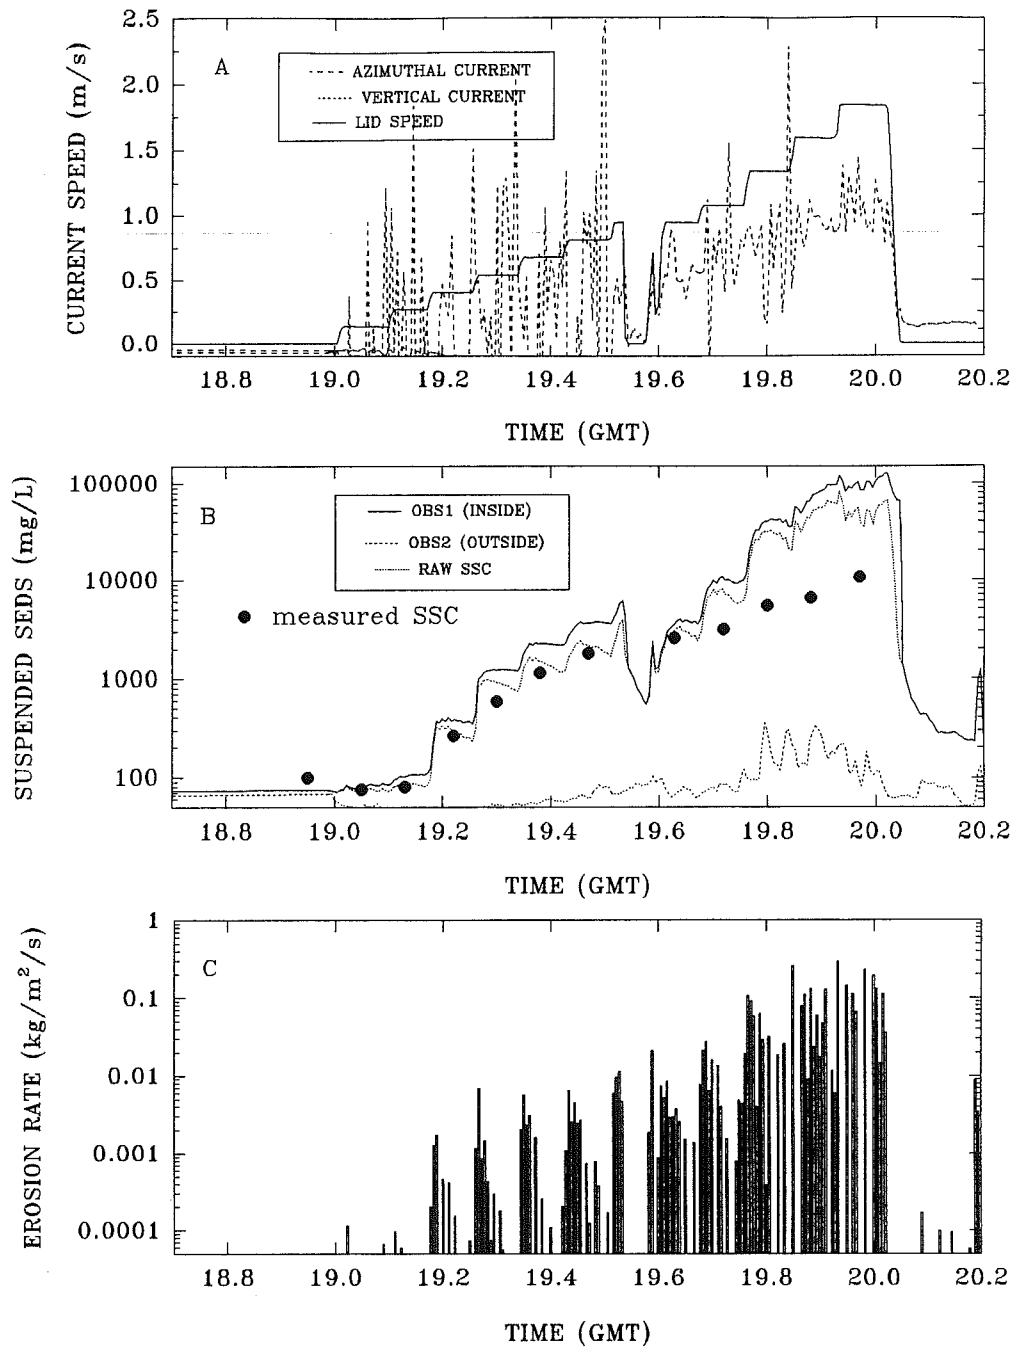 A
AZIMUTHAL CURRENT
VERTICAL CURRENT
LID SPEED
CURRENT SPEED (m/s)
2.5
2.0
1.5
1.0
0.5
0.0
18.8 19.0 19.2 19.4 19.6 19.8 20.0 20.2
TIME (GMT)
B
OBS1 (INSIDE)
OBS2 (OUTSIDE)
RAW SSC
measured SSC
SUSPENDED SEDS (mg/L)
100000
10000
1000
100
18.8 19.0 19.2 19.4 19.6 19.8 20.0 20.2
TIME (GMT)
C
EROSION RATE (kg/m²/s)
1
0.1
0.01
0.001
0.0001
18.8 19.0 19.2 19.4 19.6 19.8 20.0 20.2
TIME (GMT)